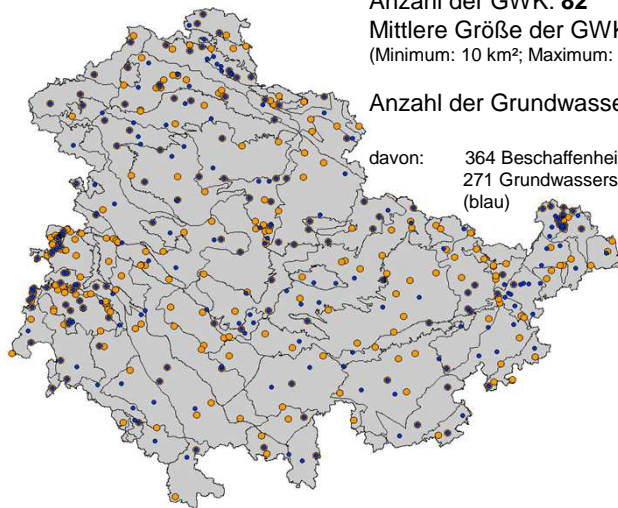 Anzahl der GWK: 82
Mittlere Größe der GWK
(Minimum: 10 km²; Maximum:
Anzahl der Grundwasse
davon: 364 Beschaffenhei
271 Grundwassers
(blau)